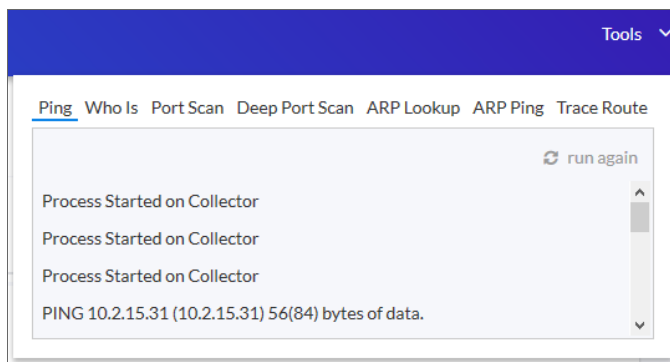 Tools
Ping Who Is Port Scan Deep Port Scan ARP Lookup ARP Ping Trace Route
run again
Process Started on Collector
Process Started on Collector
Process Started on Collector
PING 10.2.15.31 (10.2.15.31) 56(84) bytes of data.